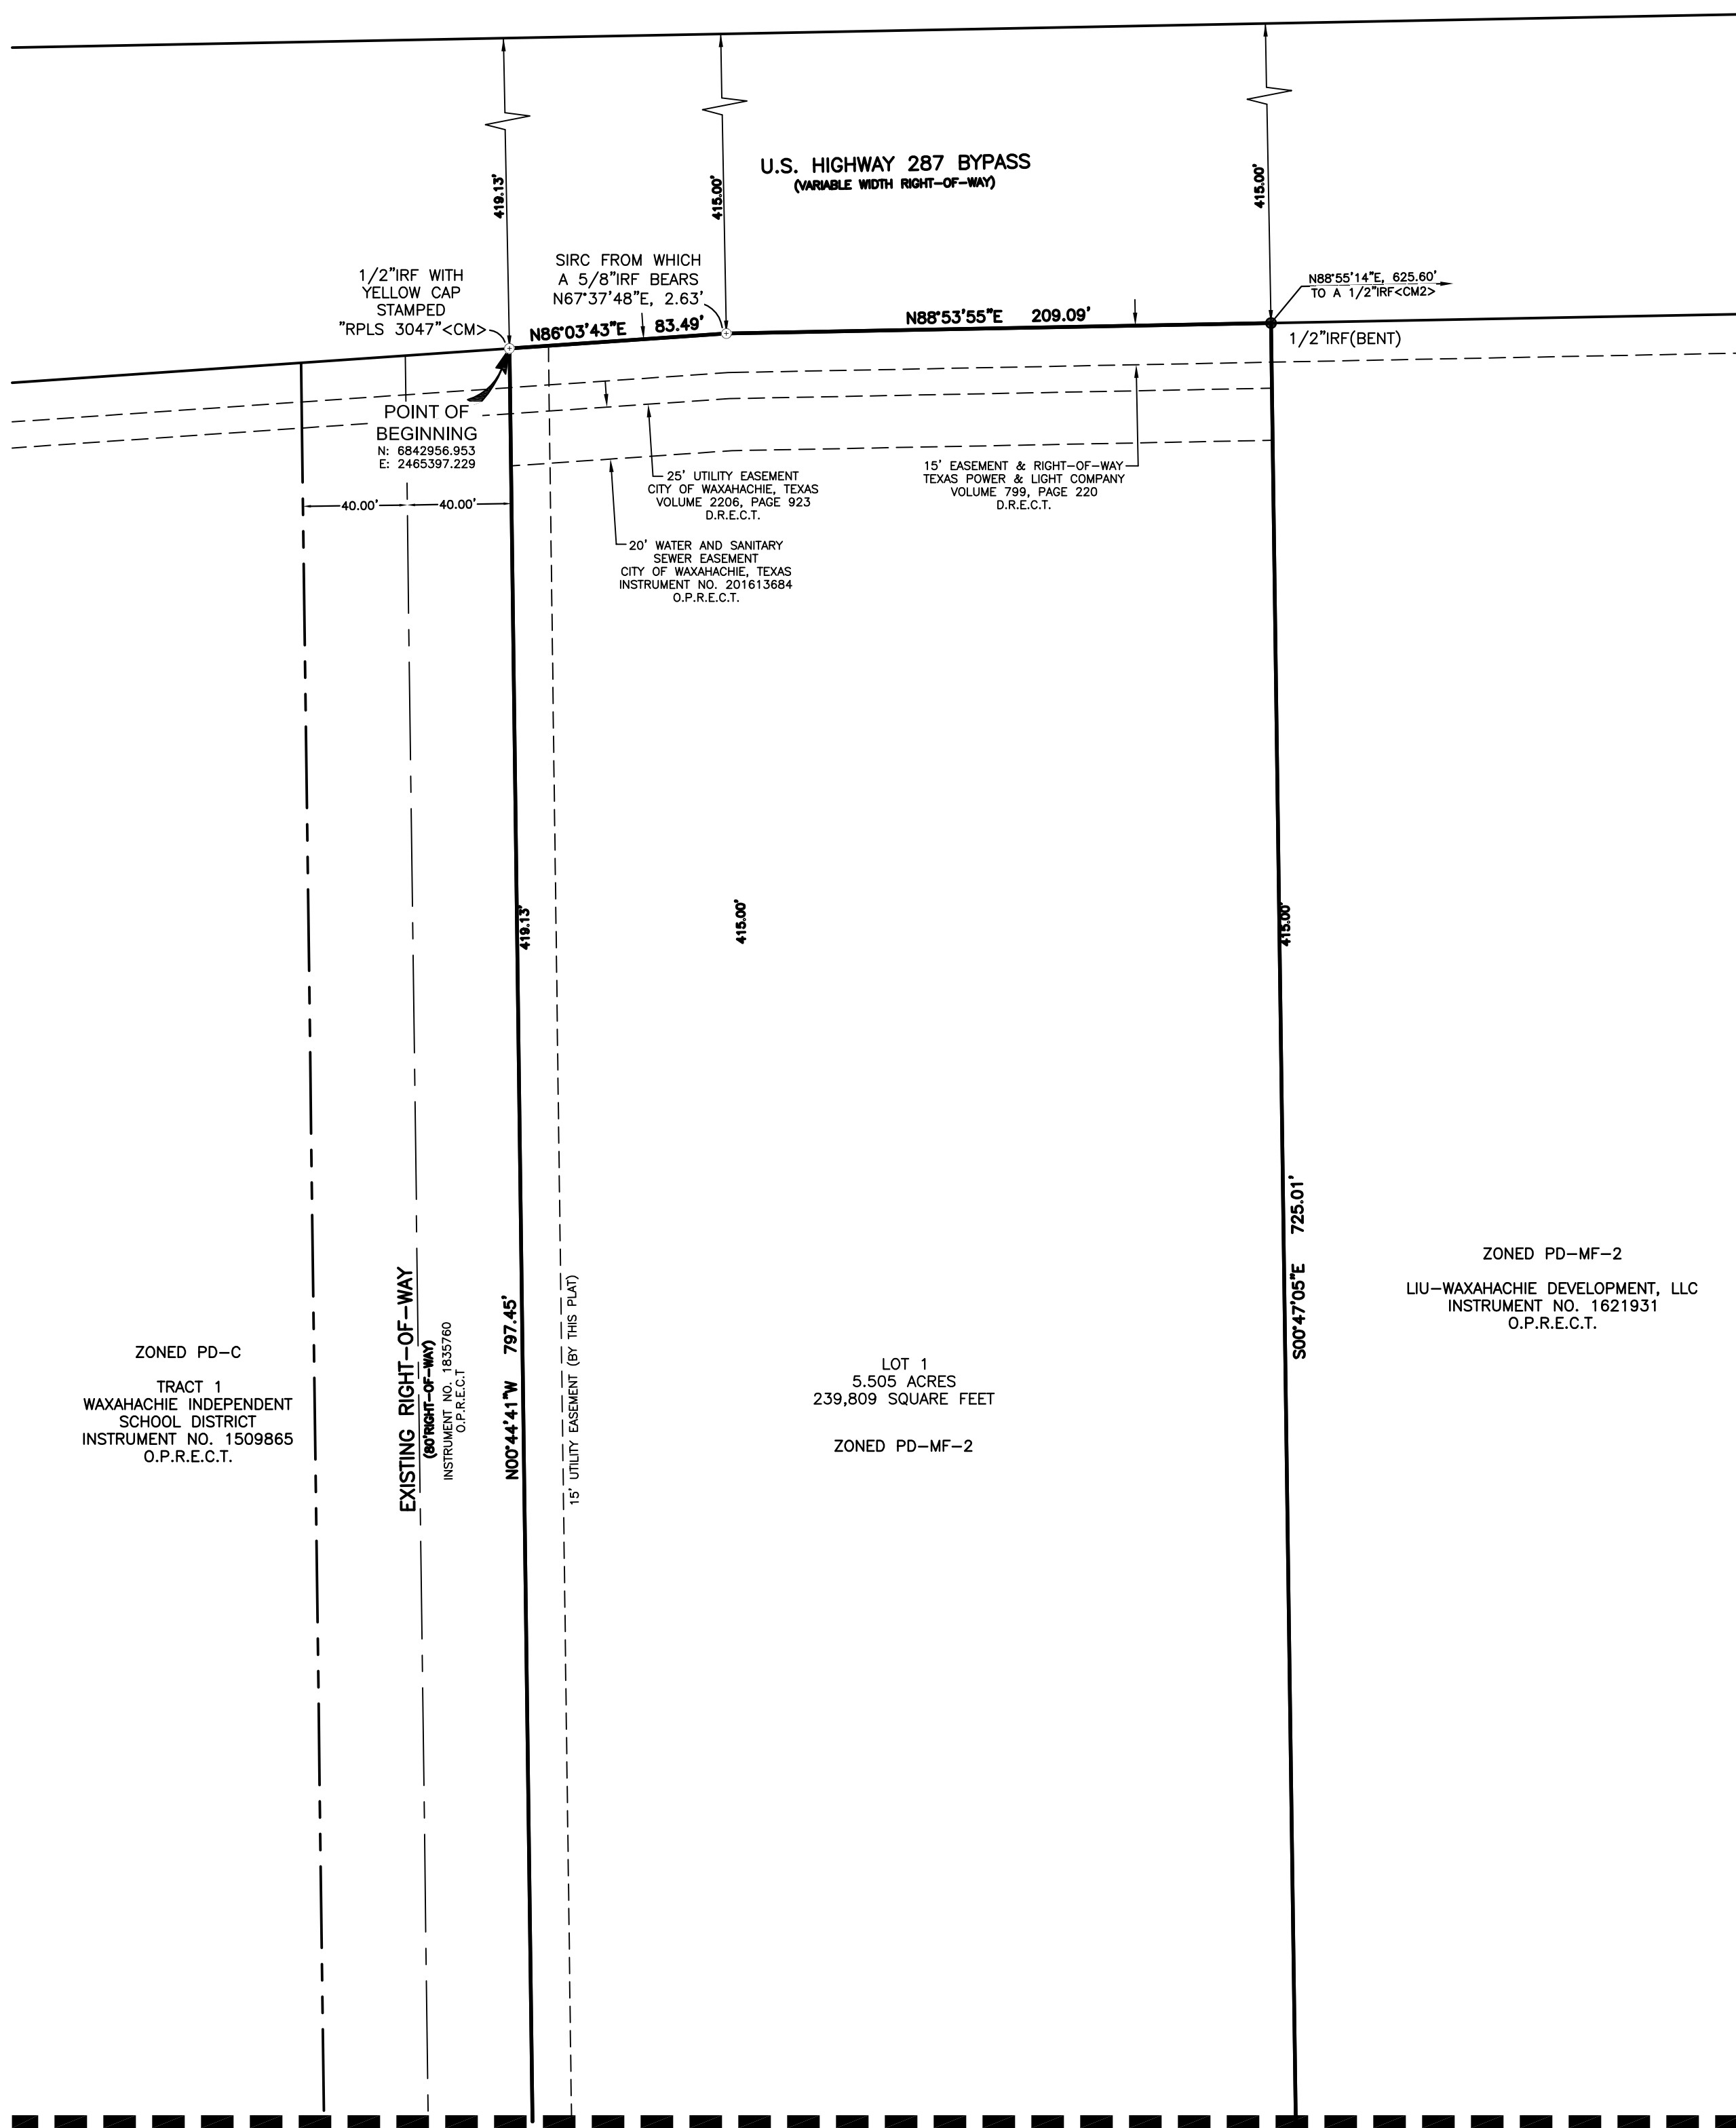 U.S. HIGHWAY 287 BYPASS
(VARIABLE WIDTH RIGHT-OF-WAY)
419.13'
415.00'
415.00'
1/2"IRF WITH
YELLOW CAP
STAMPED
"RPLS 3047"<CM>
SIRC FROM WHICH
A 5/8"IRF BEARS
N67°37'48"E, 2.63'
N86°03'43"E 83.49'
N88°53'55"E 209.09'
N88°55'14"E, 625.60'
TO A 1/2"IRF<CM2>
1/2"IRF(BENT)
POINT OF
BEGINNING
N: 6842956.953
E: 2465397.229
40.00'
40.00'
25' UTILITY EASEMENT
CITY OF WAXAHACHIE, TEXAS
VOLUME 2206, PAGE 923
D.R.E.C.T.
15' EASEMENT & RIGHT-OF-WAY
TEXAS POWER & LIGHT COMPANY
VOLUME 799, PAGE 220
D.R.E.C.T.
20' WATER AND SANITARY
SEWER EASEMENT
CITY OF WAXAHACHIE, TEXAS
INSTRUMENT NO. 201613684
O.P.R.E.C.T.
419.13'
415.00'
415.00'
ZONED PD-C
TRACT 1
WAXAHACHIE INDEPENDENT
SCHOOL DISTRICT
INSTRUMENT NO. 1509865
O.P.R.E.C.T.
EXISTING RIGHT-OF-WAY
(80'RIGHT-OF-WAY)
INSTRUMENT NO. 1835760
O.P.R.E.C.T
N00°44'41"W 797.45'
15' UTILITY EASEMENT (BY THIS PLAT)
LOT 1
5.505 ACRES
239,809 SQUARE FEET
ZONED PD-MF-2
S00°47'05"E 725.01'
ZONED PD-MF-2
LIU-WAXAHACHIE DEVELOPMENT, LLC
INSTRUMENT NO. 1621931
O.P.R.E.C.T.